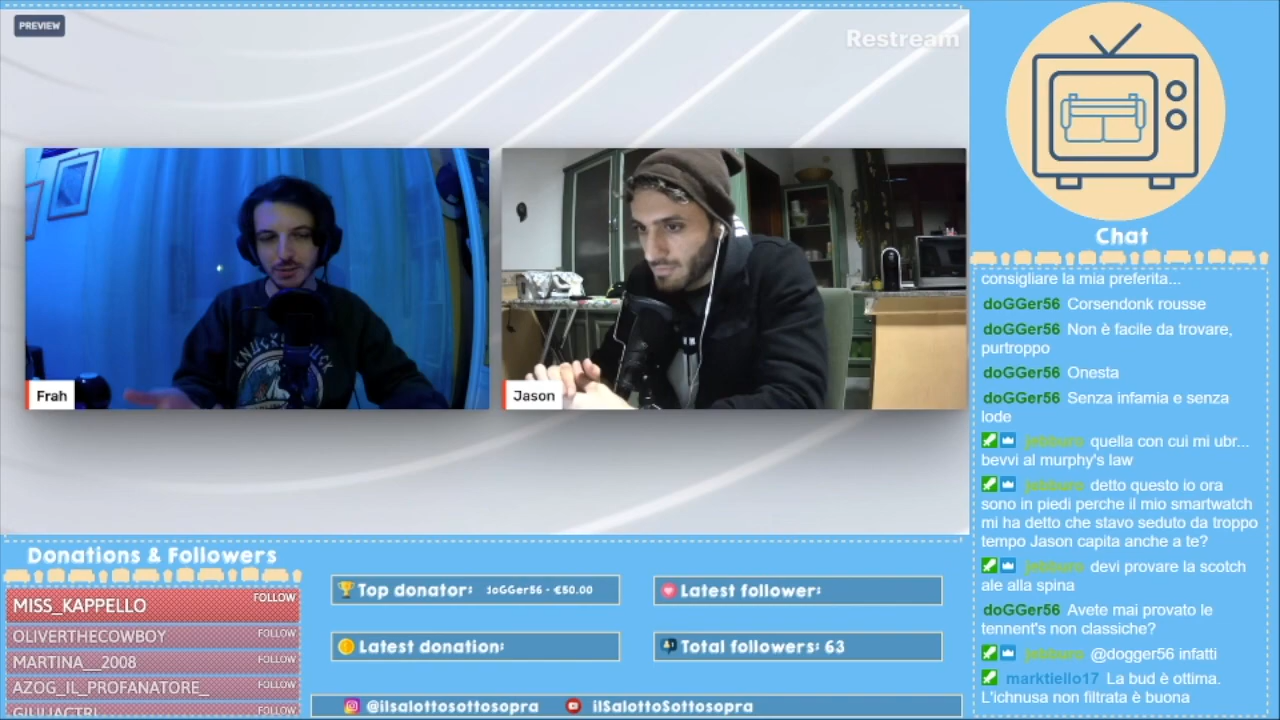 PREVIEW
Restream
KNUCKLE PUCK
Frah
Jason
Chat
consigliare la mia preferita...
doGGer56 Corsendonk rousse
doGGer56 Non è facile da trovare,
purtroppo
doGGer56 Onesta
doGGer56 Senza infamia e senza
lode
quella con cui mi ubr...
bevvi al murphy's law
detto questo io ora
sono in piedi perche il mio smartwatch
mi ha detto che stavo seduto da troppo
tempo Jason capita anche a te?
devi provare la scotch
ale alla spina
doGGer56 Avete mai provato le
tennent's non classiche?
@dogger56 infatti
marktiello17 La bud è ottima.
L'ichnusa non filtrata è buona
Donations & Followers
MISS_KAPPELLO FOLLOW
OLIVERTHECOWBOY FOLLOW
MARTINA__2008 FOLLOW
AZOG_IL_PROFANATORE_ FOLLOW
FOLLOW
Top donator: JoGGer56 - €50.00
Latest follower:
Latest donation:
Total followers: 63
@ilsalottosottosopra
ilSalottoSottosopra